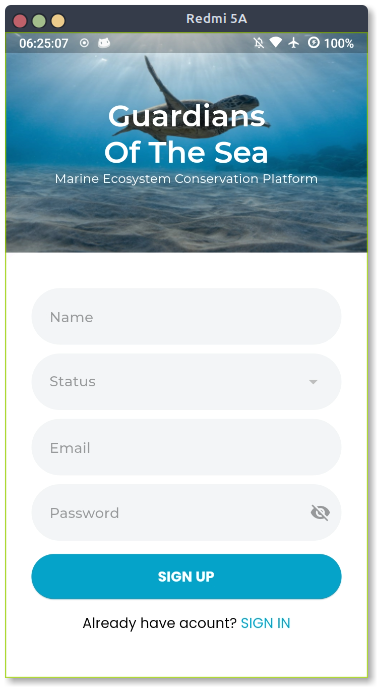 Redmi 5A
06:25:07 100%
Guardians
Of The Sea
Marine Ecosystem Conservation Platform
Name
Status
Email
Password
SIGN UP
Already have acount? SIGN IN